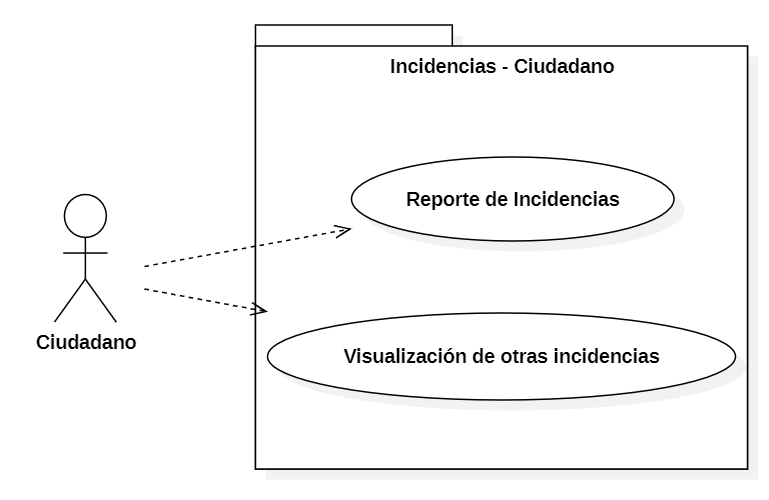 Incidencias - Ciudadano
Reporte de Incidencias
Ciudadano
Visualización de otras incidencias